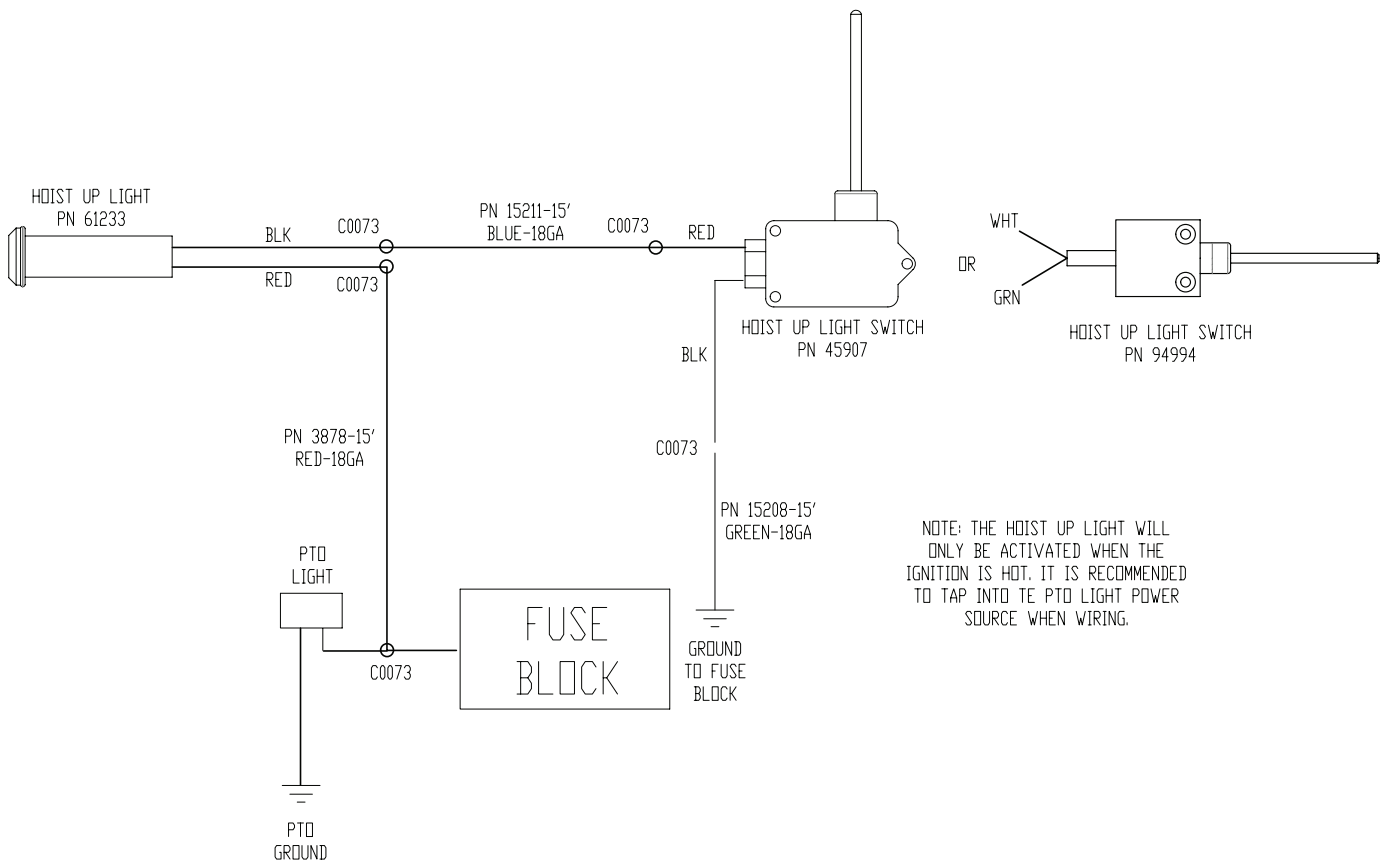 HOIST UP LIGHT
PN 61233
BLK
RED
C0073
C0073
PN 15211-15'
BLUE-18GA
C0073
RED
HOIST UP LIGHT SWITCH
PN 45907
OR
WHT
GRN
HOIST UP LIGHT SWITCH
PN 94994
BLK
C0073
PN 15208-15'
GREEN-18GA
GROUND
TO FUSE
BLOCK
PN 3878-15'
RED-18GA
PTO
LIGHT
C0073
FUSE
BLOCK
PTO
GROUND
NOTE: THE HOIST UP LIGHT WILL
ONLY BE ACTIVATED WHEN THE
IGNITION IS HOT. IT IS RECOMMENDED
TO TAP INTO TE PTO LIGHT POWER
SOURCE WHEN WIRING.